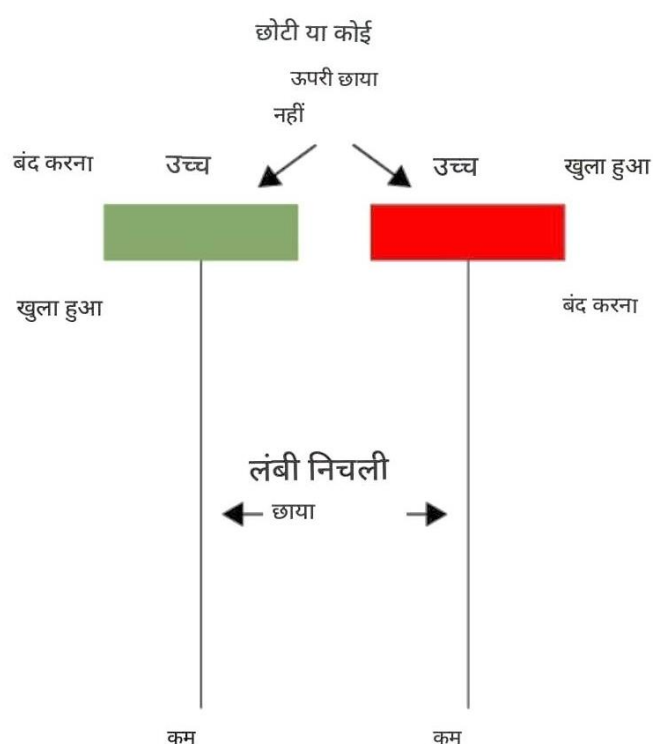 छोटी या कोई
ऊपरी छाया
नहीं
बंद करना उच्च उच्च खुला हुआ
खुला हुआ बंद करना
लंबी निचली
छाया
कम कम